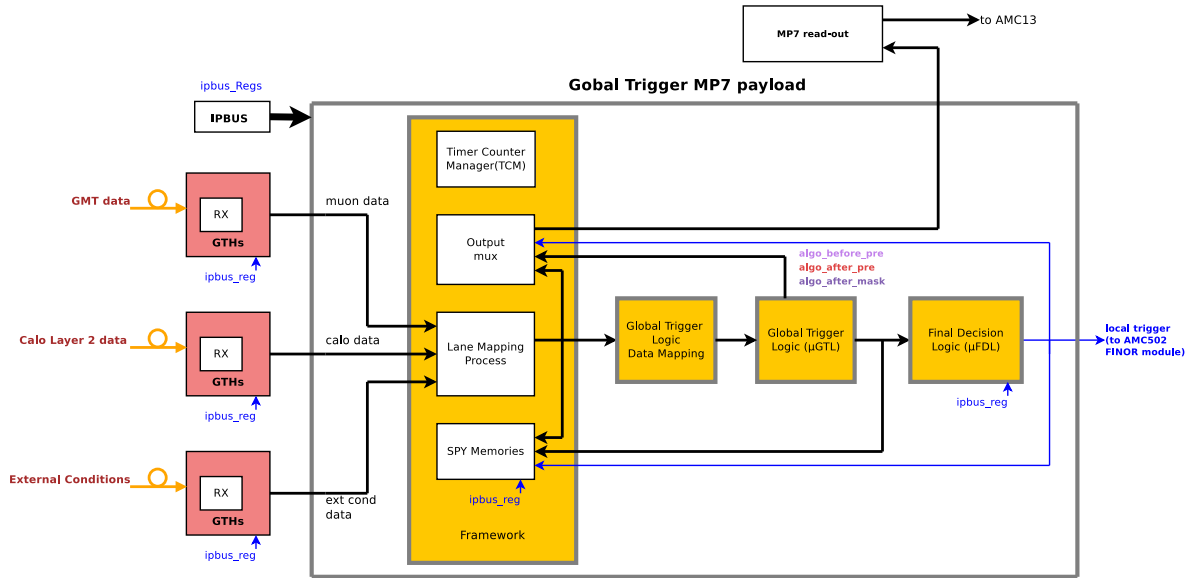 MP7 read-out
to AMC13
Gobal Trigger MP7 payload
ipbus_Regs
IPBUS
Timer Counter
Manager(TCM)
GMT data
RX
GTHs
ipbus_reg
muon data
Output
mux
algo_before_pre
algo_after_pre
algo_after_mask
Calo Layer 2 data
RX
GTHs
ipbus_reg
calo data
Lane Mapping
Process
Global Trigger
Logic
Data Mapping
Global Trigger
Logic (µGTL)
Final Decision
Logic (µFDL)
ipbus_reg
local trigger
(to AMC502
FINOR module)
External Conditions
RX
GTHs
ipbus_reg
ext cond
data
SPY Memories
ipbus_reg
Framework